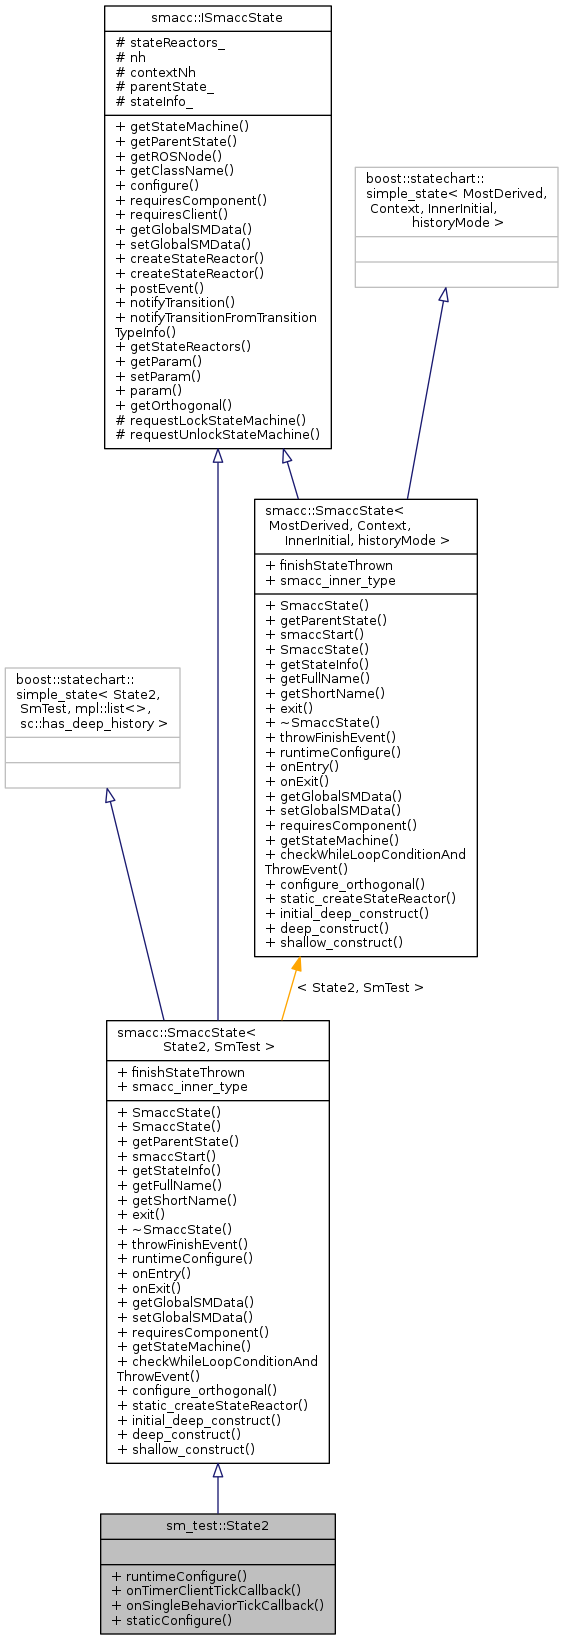 smacc::ISmaccState
# stateReactors_
# nh
# contextNh
# parentState_
# stateInfo_
+ getStateMachine()
+ getParentState()
+ getROSNode()
+ getClassName()
+ configure()
+ requiresComponent()
+ requiresClient()
+ getGlobalSMData()
+ setGlobalSMData()
+ createStateReactor()
+ createStateReactor()
+ postEvent()
+ notifyTransition()
+ notifyTransitionFromTransition
TypeInfo()
+ getStateReactors()
+ getParam()
+ setParam()
+ param()
+ getOrthogonal()
# requestLockStateMachine()
# requestUnlockStateMachine()
boost::statechart::
simple_state< MostDerived,
Context, InnerInitial,
historyMode >
smacc::SmaccState<
MostDerived, Context,
InnerInitial, historyMode >
+ finishStateThrown
+ smacc_inner_type
+ SmaccState()
+ getParentState()
+ smaccStart()
+ SmaccState()
+ getStateInfo()
+ getFullName()
+ getShortName()
+ exit()
+ ~SmaccState()
+ throwFinishEvent()
+ runtimeConfigure()
+ onEntry()
+ onExit()
+ getGlobalSMData()
+ setGlobalSMData()
+ requiresComponent()
+ getStateMachine()
+ checkWhileLoopConditionAnd
ThrowEvent()
+ configure_orthogonal()
+ static_createStateReactor()
+ initial_deep_construct()
+ deep_construct()
+ shallow_construct()
boost::statechart::
simple_state< State2,
SmTest, mpl::list<>,
sc::has_deep_history >
< State2, SmTest >
smacc::SmaccState<
State2, SmTest >
+ finishStateThrown
+ smacc_inner_type
+ SmaccState()
+ SmaccState()
+ getParentState()
+ smaccStart()
+ getStateInfo()
+ getFullName()
+ getShortName()
+ exit()
+ ~SmaccState()
+ throwFinishEvent()
+ runtimeConfigure()
+ onEntry()
+ onExit()
+ getGlobalSMData()
+ setGlobalSMData()
+ requiresComponent()
+ getStateMachine()
+ checkWhileLoopConditionAnd
ThrowEvent()
+ configure_orthogonal()
+ static_createStateReactor()
+ initial_deep_construct()
+ deep_construct()
+ shallow_construct()
sm_test::State2
+ runtimeConfigure()
+ onTimerClientTickCallback()
+ onSingleBehaviorTickCallback()
+ staticConfigure()